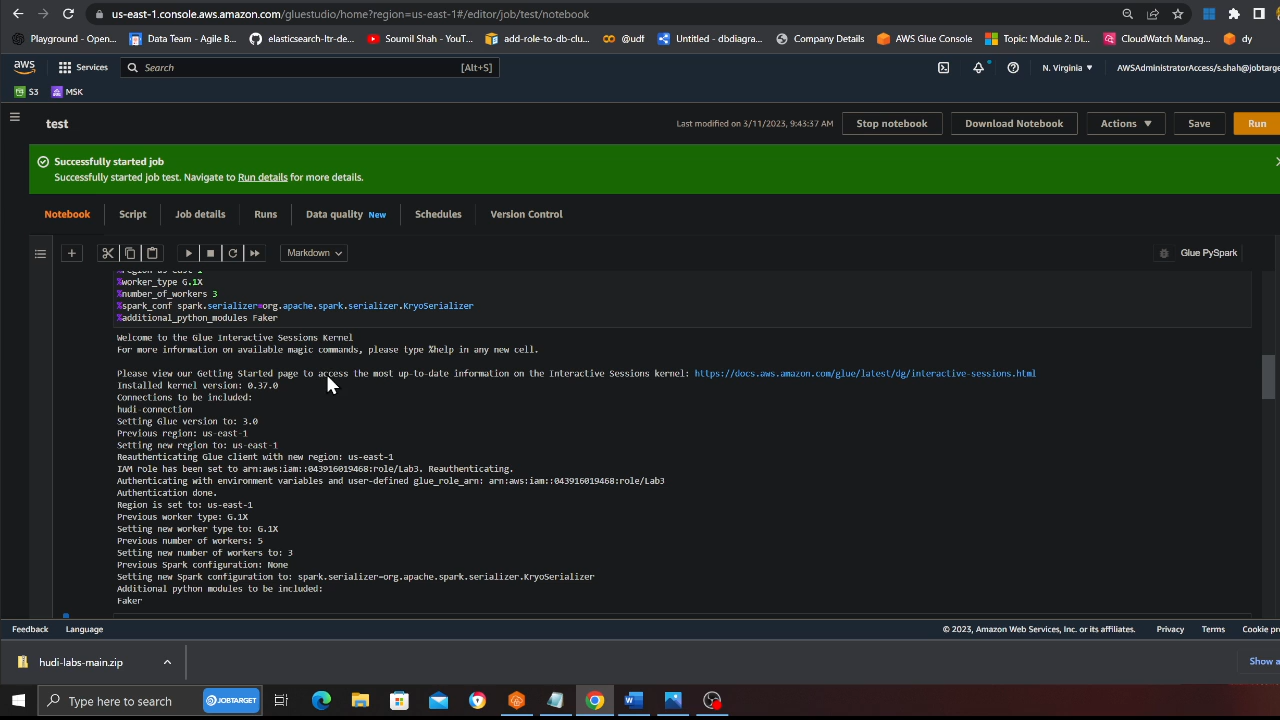 us-east-1.console.aws.amazon.com/gluestudio/home?region=us-east-1#/editor/job/test/notebook
Playground - Open...
Data Team - Agile B...
elasticsearch-ltr-de...
Soumil Shah - YouT...
add-role-to-db-clu...
@udf
Untitled - dbdiagra...
Company Details
AWS Glue Console
Topic: Module 2: Di...
CloudWatch Manag...
dy
aws
Services
Search
[Alt+S]
N. Virginia
AWSAdministratorAccess/s.shah@jobtarge
S3
MSK
test
Last modified on 3/11/2023, 9:43:37 AM
Stop notebook
Download Notebook
Actions
Save
Run
Successfully started job
Successfully started job test. Navigate to Run details for more details.
Notebook
Script
Job details
Runs
Data quality New
Schedules
Version Control
Markdown
Glue PySpark
%region us-east-1
%worker_type G.1X
%number_of_workers 3
%spark_conf spark.serializer=org.apache.spark.serializer.KryoSerializer
%additional_python_modules Faker
Welcome to the Glue Interactive Sessions Kernel
For more information on available magic commands, please type %help in any new cell.
Please view our Getting Started page to access the most up-to-date information on the Interactive Sessions kernel: https://docs.aws.amazon.com/glue/latest/dg/interactive-sessions.html
Installed kernel version: 0.37.0
Connections to be included:
hudi-connection
Setting Glue version to: 3.0
Previous region: us-east-1
Setting new region to: us-east-1
Reauthenticating Glue client with new region: us-east-1
IAM role has been set to arn:aws:iam::043916019468:role/Lab3. Reauthenticating.
Authenticating with environment variables and user-defined glue_role_arn: arn:aws:iam::043916019468:role/Lab3
Authentication done.
Region is set to: us-east-1
Previous worker type: G.1X
Setting new worker type to: G.1X
Previous number of workers: 5
Setting new number of workers to: 3
Previous Spark configuration: None
Setting new Spark configuration to: spark.serializer=org.apache.spark.serializer.KryoSerializer
Additional python modules to be included:
Faker
Feedback
Language
© 2023, Amazon Web Services, Inc. or its affiliates.
Privacy
Terms
Cookie pr
hudi-labs-main.zip
Show a
Type here to search
JOBTARGET